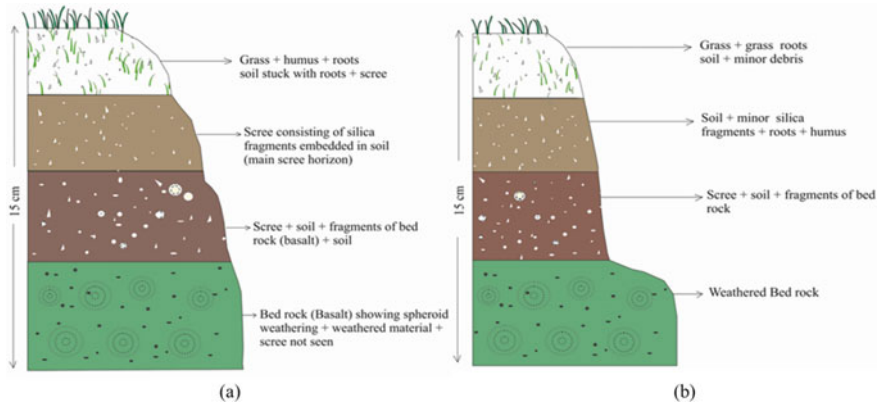 Grass + humus + roots
soil stuck with roots + scree
Scree consisting of silica
fragments embedded in soil
(main scree horizon)
15 cm
Scree + soil + fragments of bed
rock (basalt) + soil
Bed rock (Basalt) showing spheroid
weathering + weathered material +
scree not seen
(a)
Grass + grass roots
soil + minor debris
Soil + minor silica
fragments + roots + humus
15 cm
Scree + soil + fragments of bed
rock
Weathered Bed rock
(b)